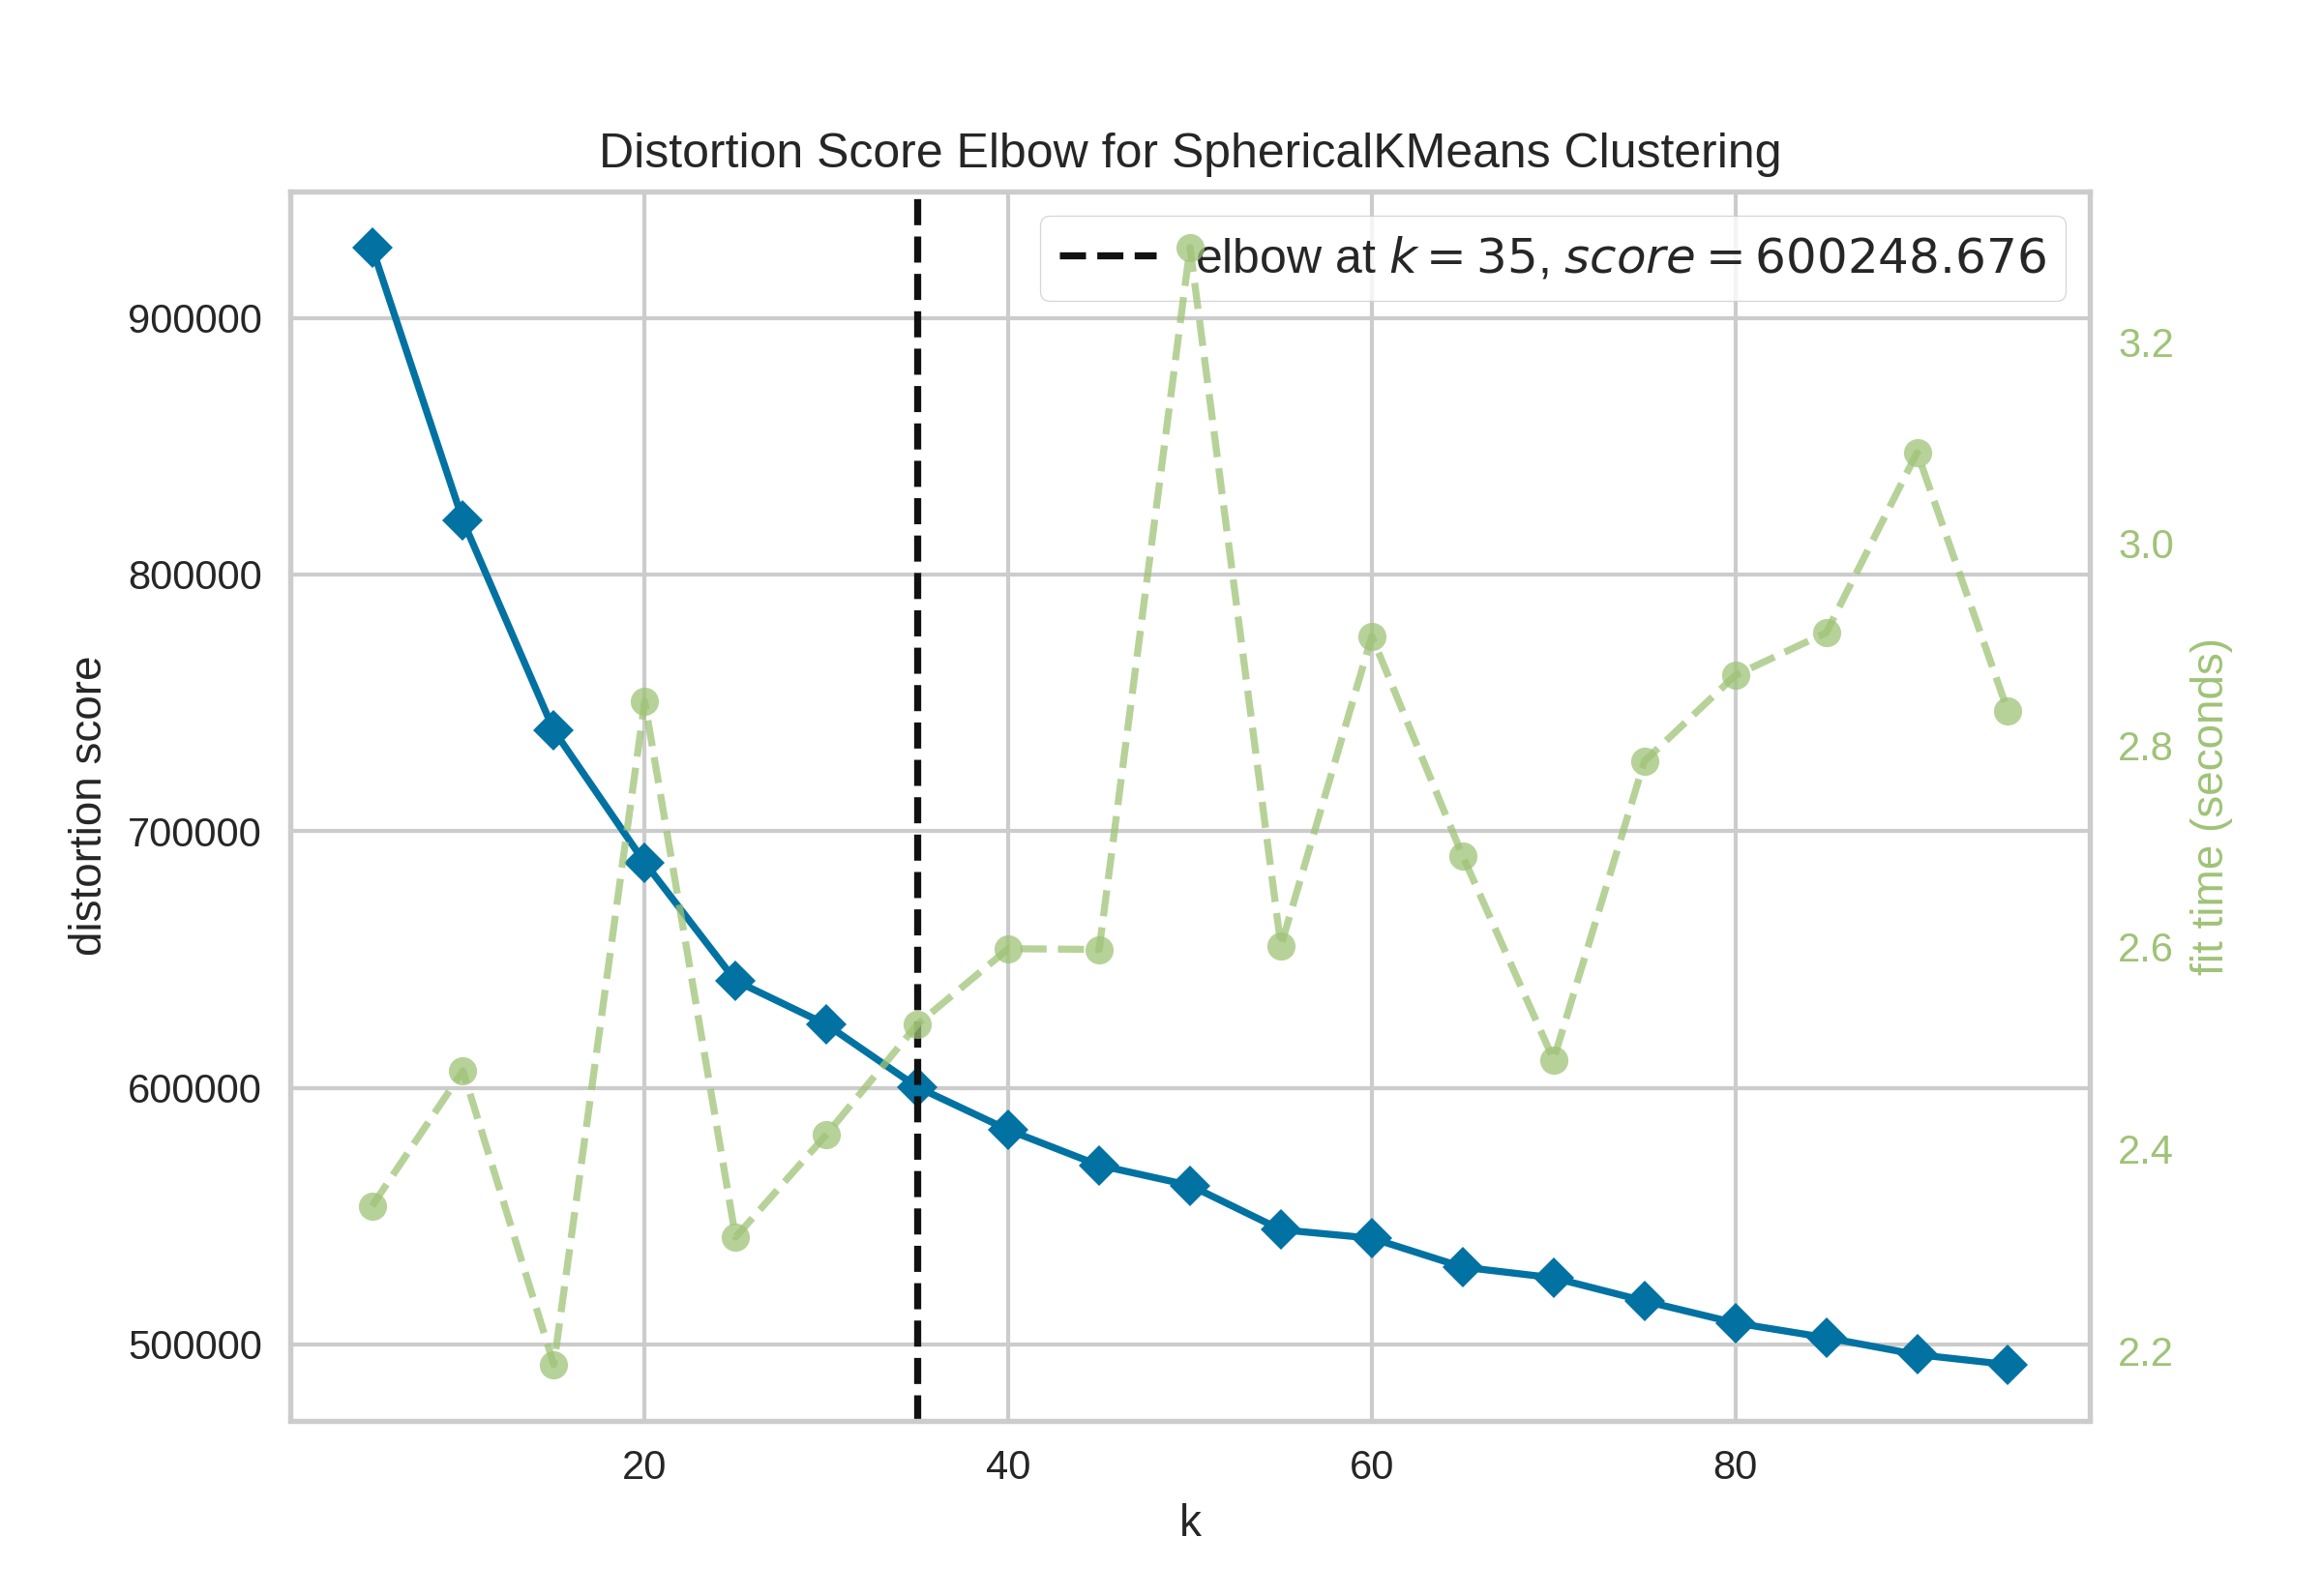 Distortion Score Elbow for SphericalKMeans Clustering
elbow at k = 35, score = 600248.676
distortion score
900000
800000
700000
600000
500000
3.2
3.0
2.8
2.6
2.4
2.2
fit time (seconds)
20 40 60 80
k